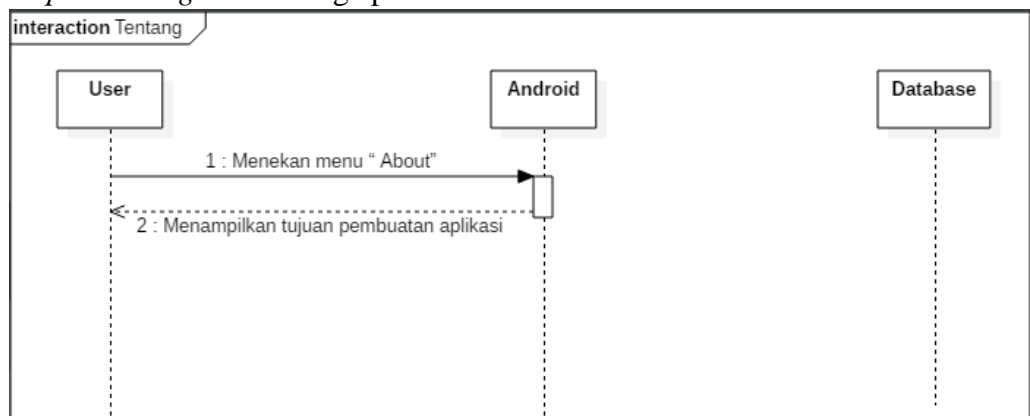 interaction Tentang
User
Android
Database
1 : Menekan menu “ About”
2 : Menampilkan tujuan pembuatan aplikasi